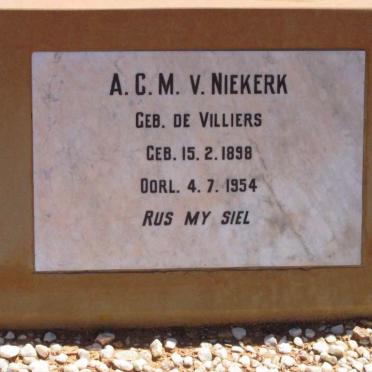 A. C. M. V. NIEKERK
GEB. DE VILLIERS
GEB. 15. 2. 1898
OORL. 4. 7. 1954
RUS MY SIEL